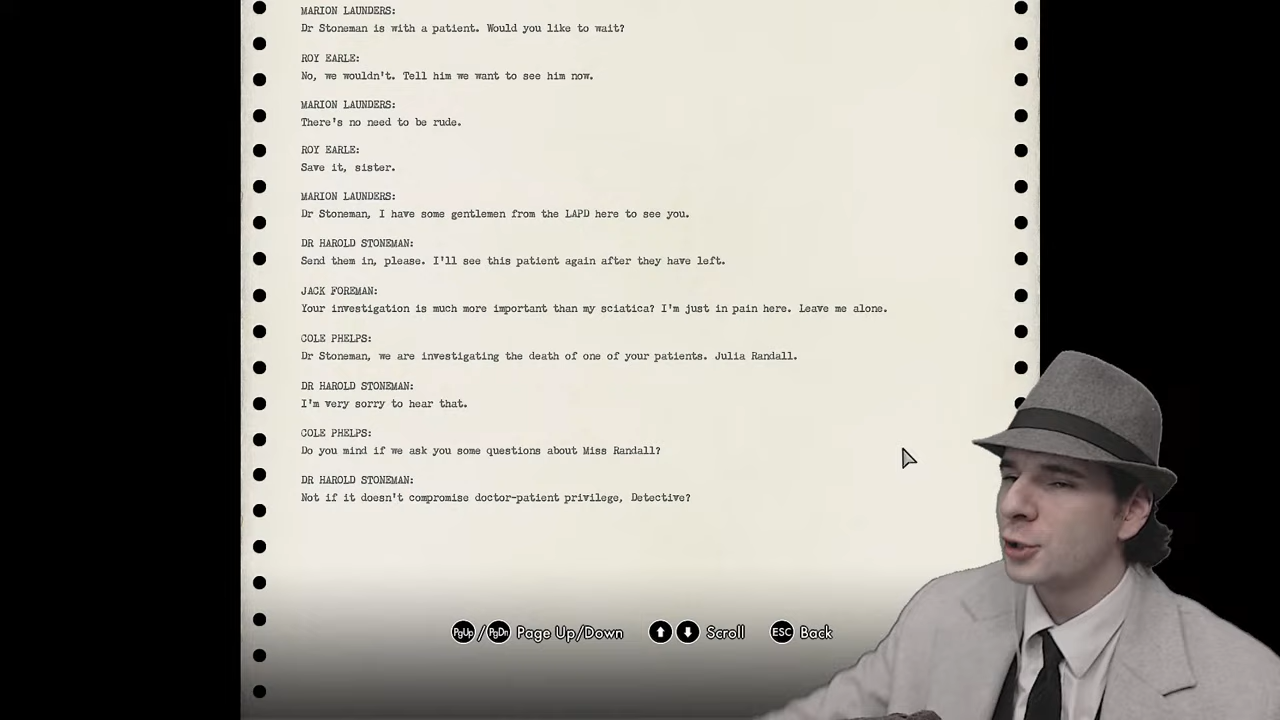 MARION LAUNDERS:
Dr Stoneman is with a patient. Would you like to wait?
ROY EARLE:
No, we wouldn't. Tell him we want to see him now.
MARION LAUNDERS:
There's no need to be rude.
ROY EARLE:
Save it, sister.
MARION LAUNDERS:
Dr Stoneman, I have some gentlemen from the LAPD here to see you.
DR HAROLD STONEMAN:
Send them in, please. I'll see this patient again after they have left.
JACK FOREMAN:
Your investigation is much more important than my sciatica? I'm just in pain here. Leave me alone.
COLE PHELPS:
Dr Stoneman, we are investigating the death of one of your patients. Julia Randall.
DR HAROLD STONEMAN:
I'm very sorry to hear that.
COLE PHELPS:
Do you mind if we ask you some questions about Miss Randall?
DR HAROLD STONEMAN:
Not if it doesn't compromise doctor-patient privilege, Detective?
PgUp / PgDn Page Up/Down Scroll ESC Back